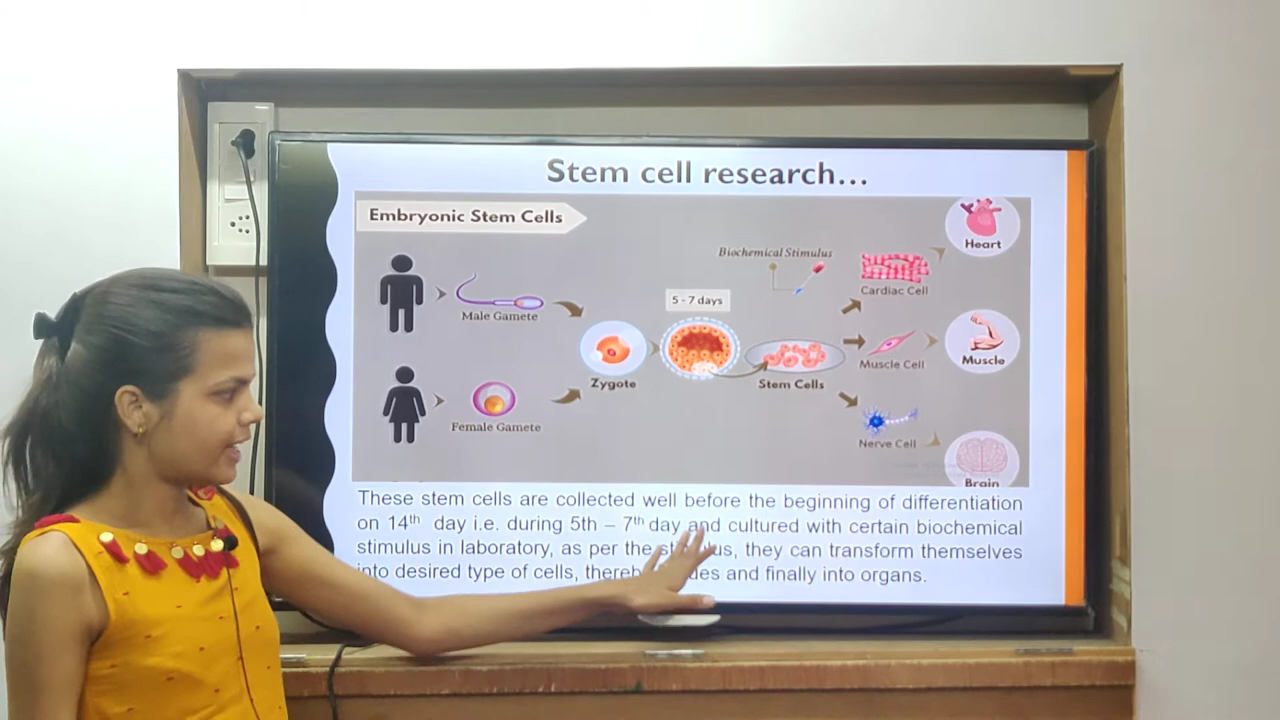 Stem cell research...
Embryonic Stem Cells
Heart
Biochemical Stimulus
Cardiac Cell
5 - 7 days
Male Gamete
Zygote
Stem Cells
Muscle Cell
Muscle
Female Gamete
Nerve Cell
Brain
These stem cells are collected well before the beginning of differentiation
on 14th day i.e. during 5th – 7th day and cultured with certain biochemical
stimulus in laboratory, as per the us, they can transform themselves
into desired type of cells, and finally into organs.